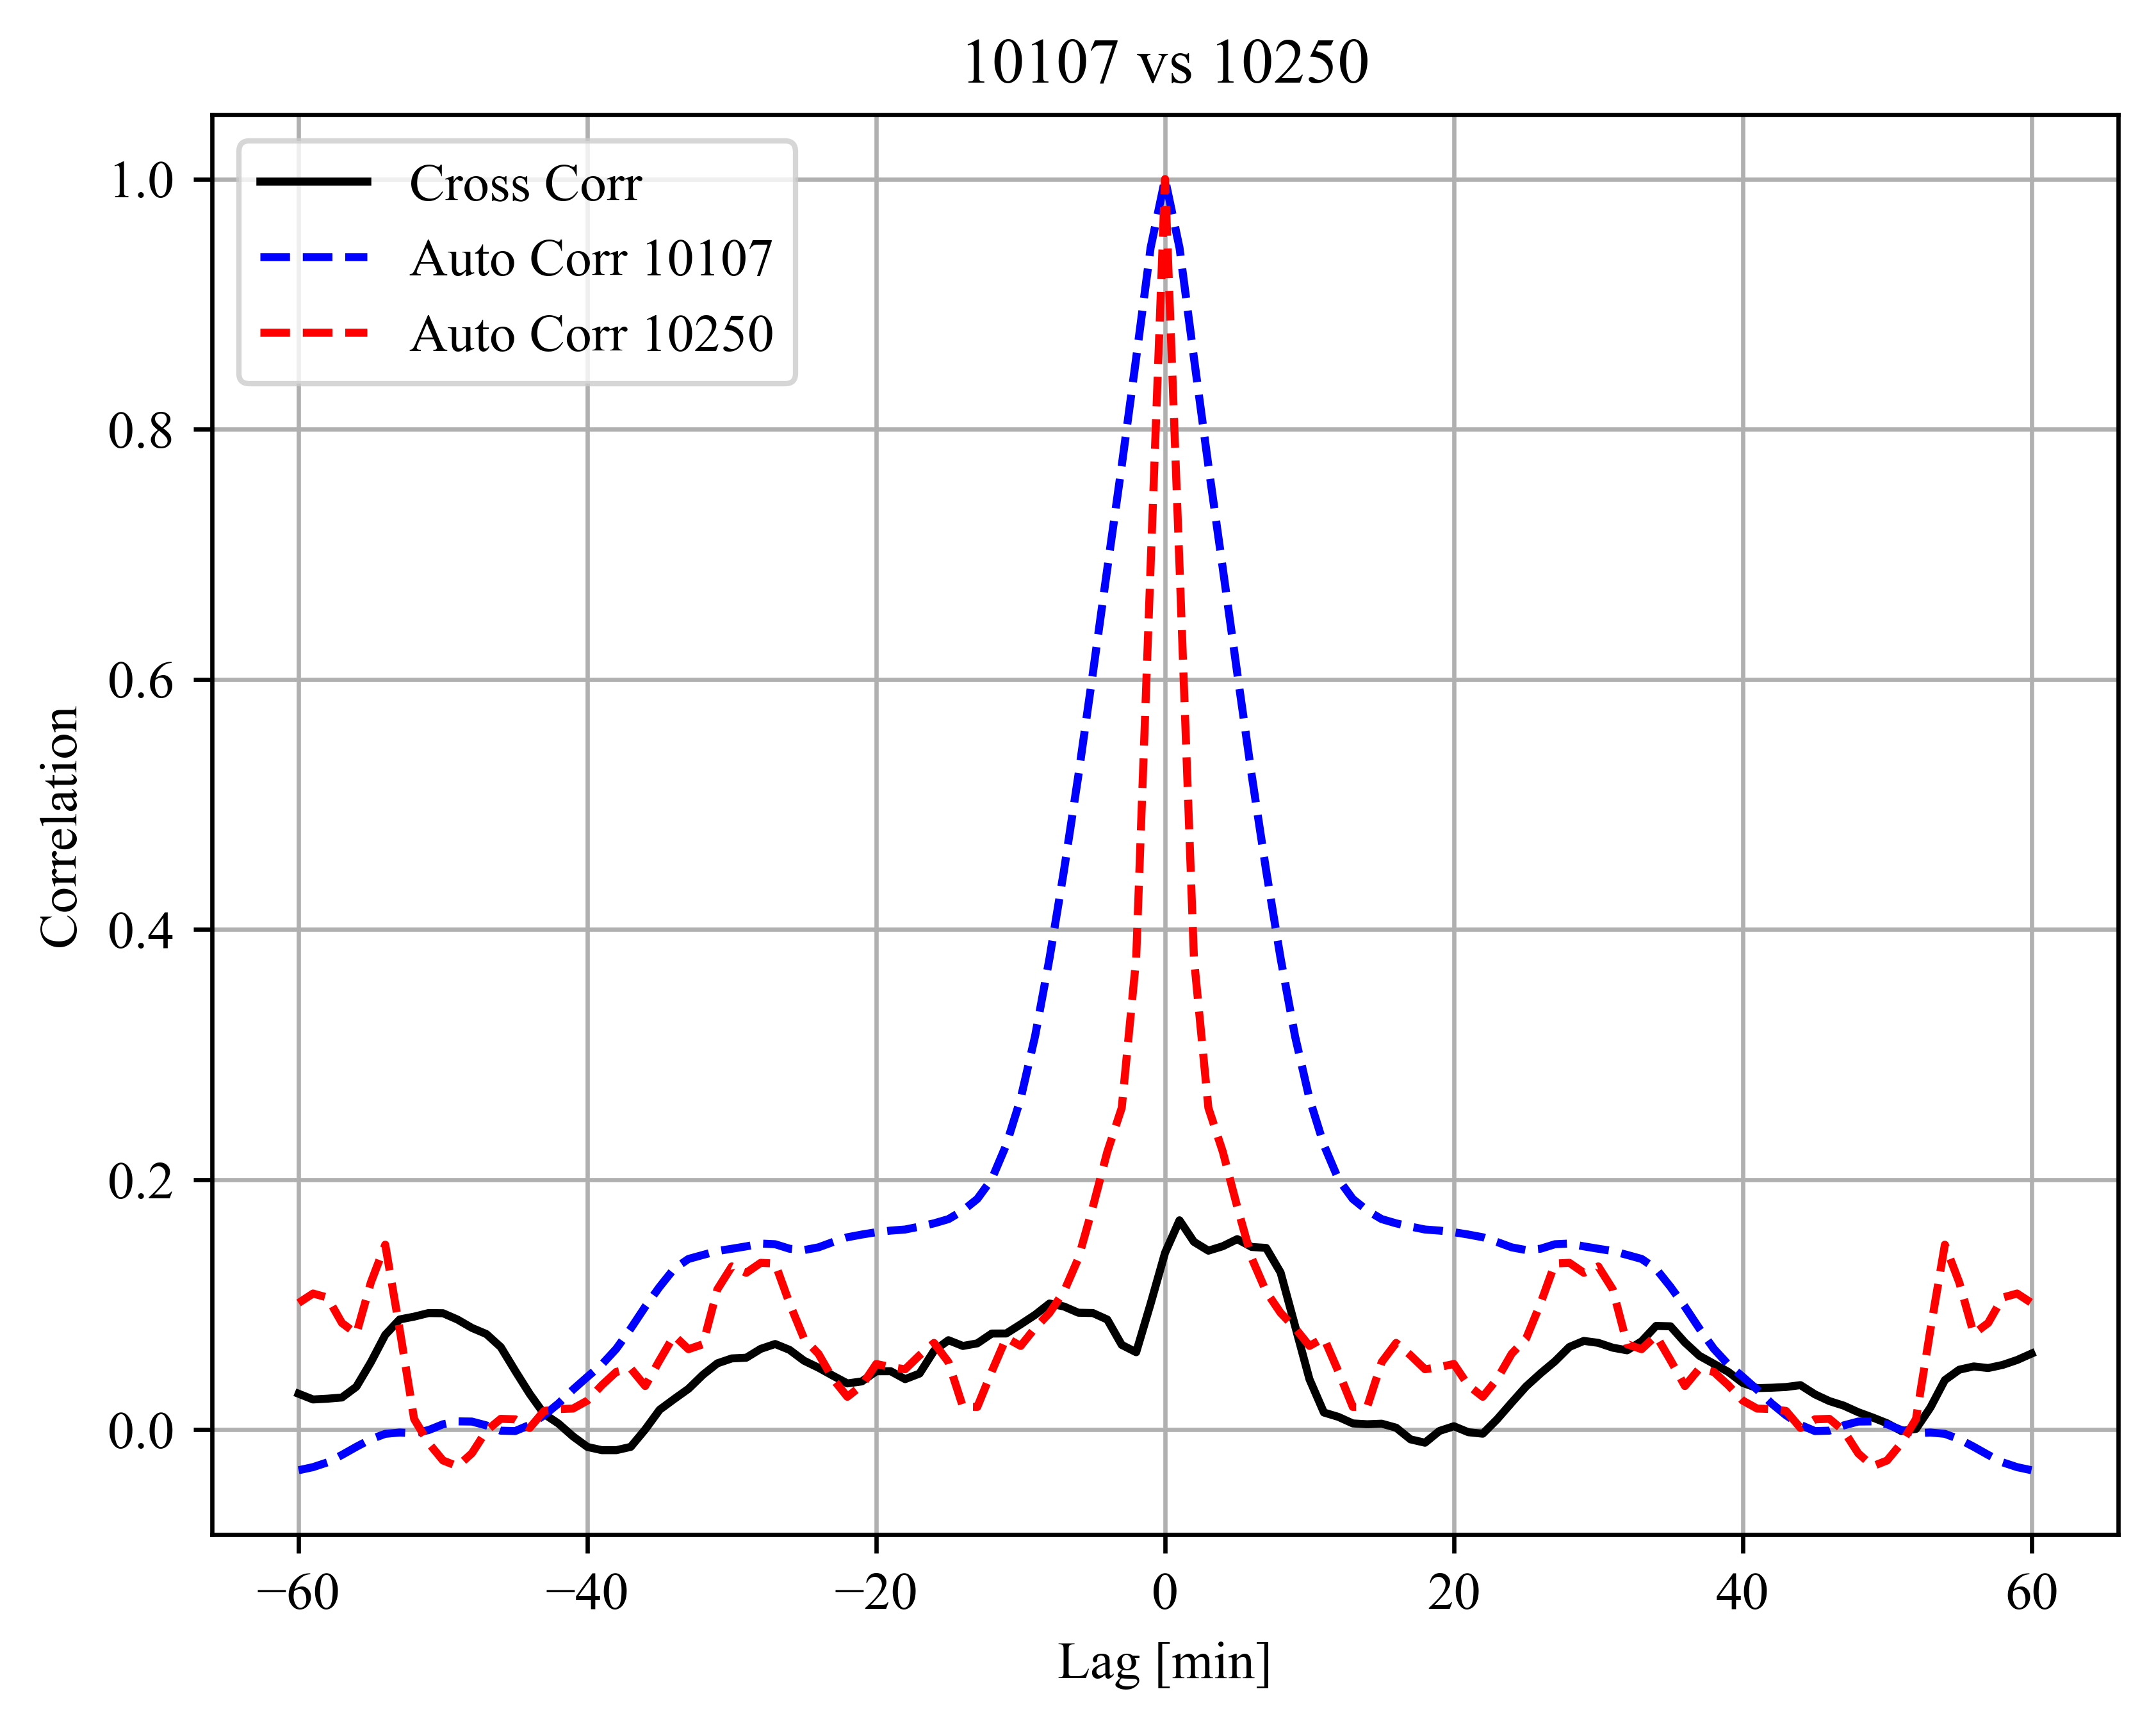 10107 vs 10250
Cross Corr
Auto Corr 10107
Auto Corr 10250
1.0
0.8
0.6
0.4
0.2
0.0
Correlation
−60
−40
−20
0
20
40
60
Lag [min]